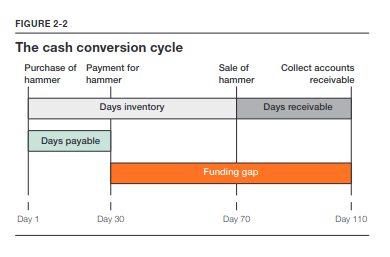 FIGURE 2-2
The cash conversion cycle
Purchase of hammer
Payment for hammer
Sale of hammer
Collect accounts receivable
Days inventory
Days receivable
Days payable
Funding gap
Day 1
Day 30
Day 70
Day 110